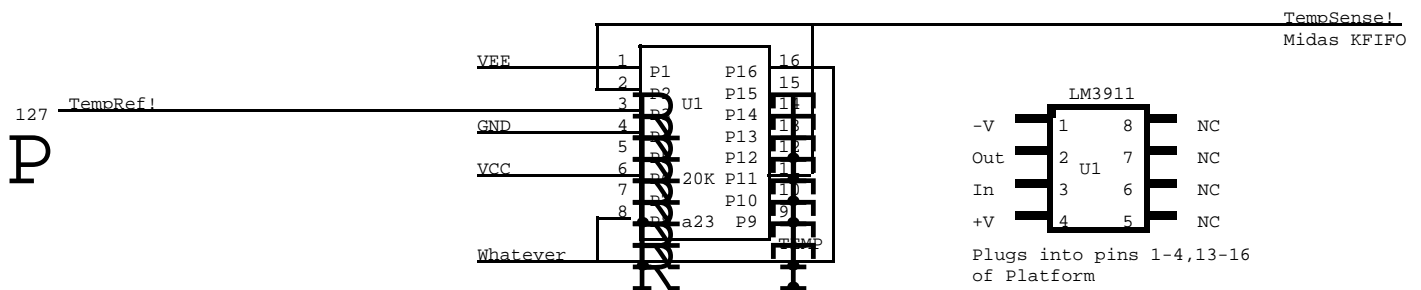 TempSense!
Midas KFIFO
VEE
1
16
P1
P16
2
15
P2
P15
127
TempRef!
3
U1
14
P14
GND
4
13
P13
5
12
P12
VCC
6
20K
P11
7
10
P10
8
a23
P9
9
TEMP
Whatever
P
LM3911
-V
1
8
NC
Out
2
7
NC
U1
In
3
6
NC
+V
4
5
NC
Plugs into pins 1-4,13-16
of Platform